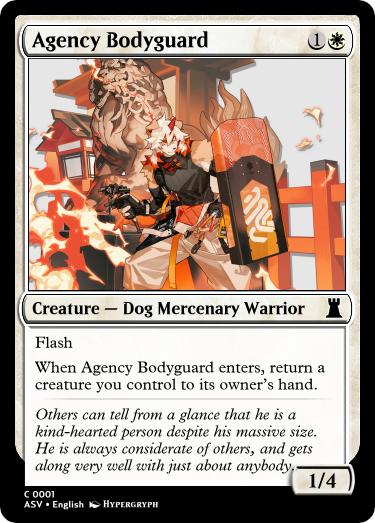 Agency Bodyguard 1
Creature — Dog Mercenary Warrior
Flash
When Agency Bodyguard enters, return a
creature you control to its owner's hand.
Others can tell from a glance that he is a
kind-hearted person despite his massive size.
He is always considerate of others, and gets
along very well with just about anybody.
1/4
C 0001
ASV • English HYPERGRYPH